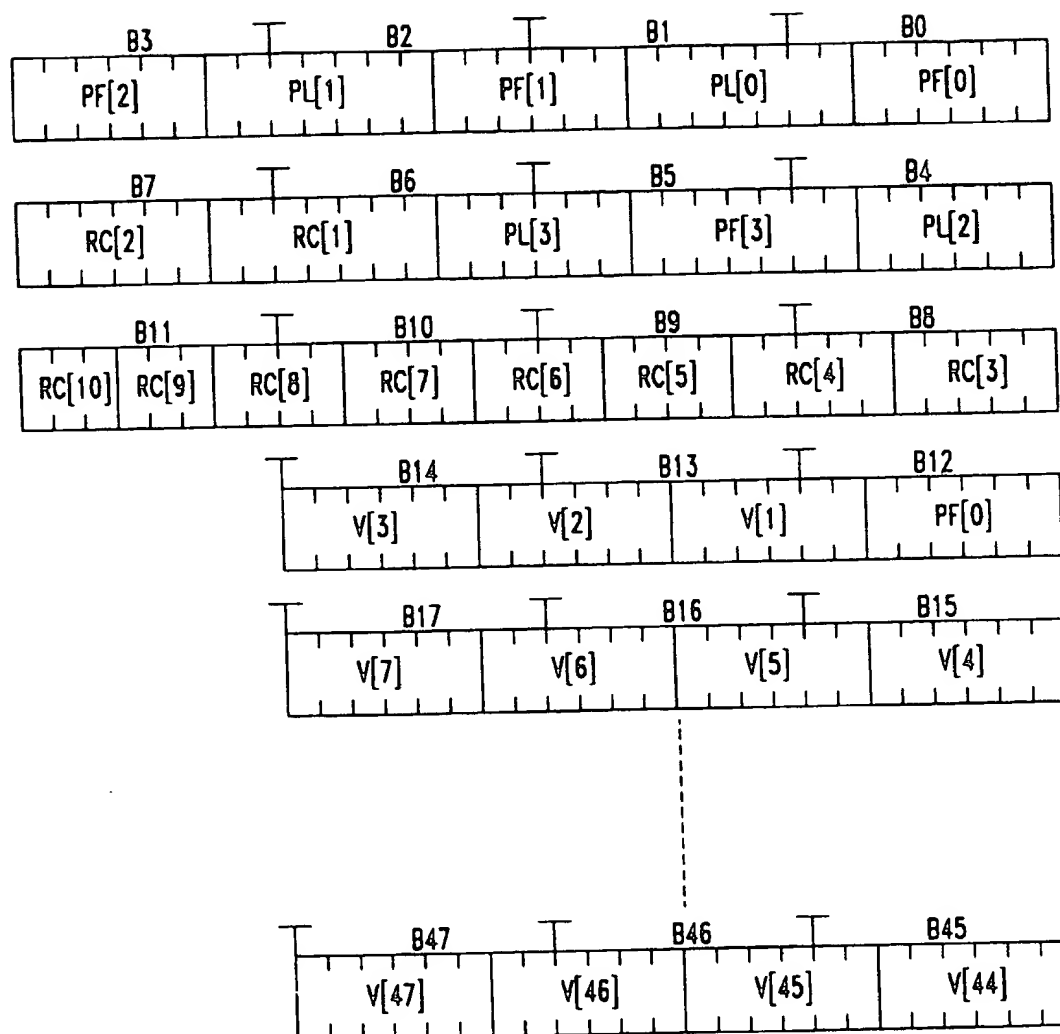 B3 B2 B1 B0
PF[2] PL[1] PF[1] PL[0] PF[0]
B7 B6 B5 B4
RC[2] RC[1] PL[3] PF[3] PL[2]
B11 B10 B9 B8
RC[10] RC[9] RC[8] RC[7] RC[6] RC[5] RC[4] RC[3]
B14 B13 B12
V[3] V[2] V[1] PF[0]
B17 B16 B15
V[7] V[6] V[5] V[4]
B47 B46 B45
V[47] V[46] V[45] V[44]